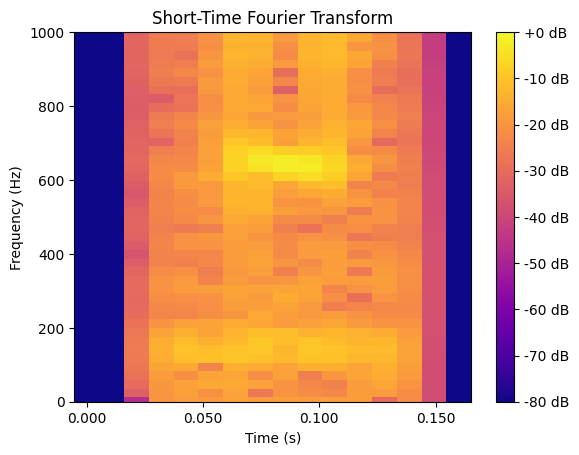 Short-Time Fourier Transform
1000
800
600
400
200
0
Frequency (Hz)
0.000
0.050
0.100
0.150
Time (s)
+0 dB
-10 dB
-20 dB
-30 dB
-40 dB
-50 dB
-60 dB
-70 dB
-80 dB